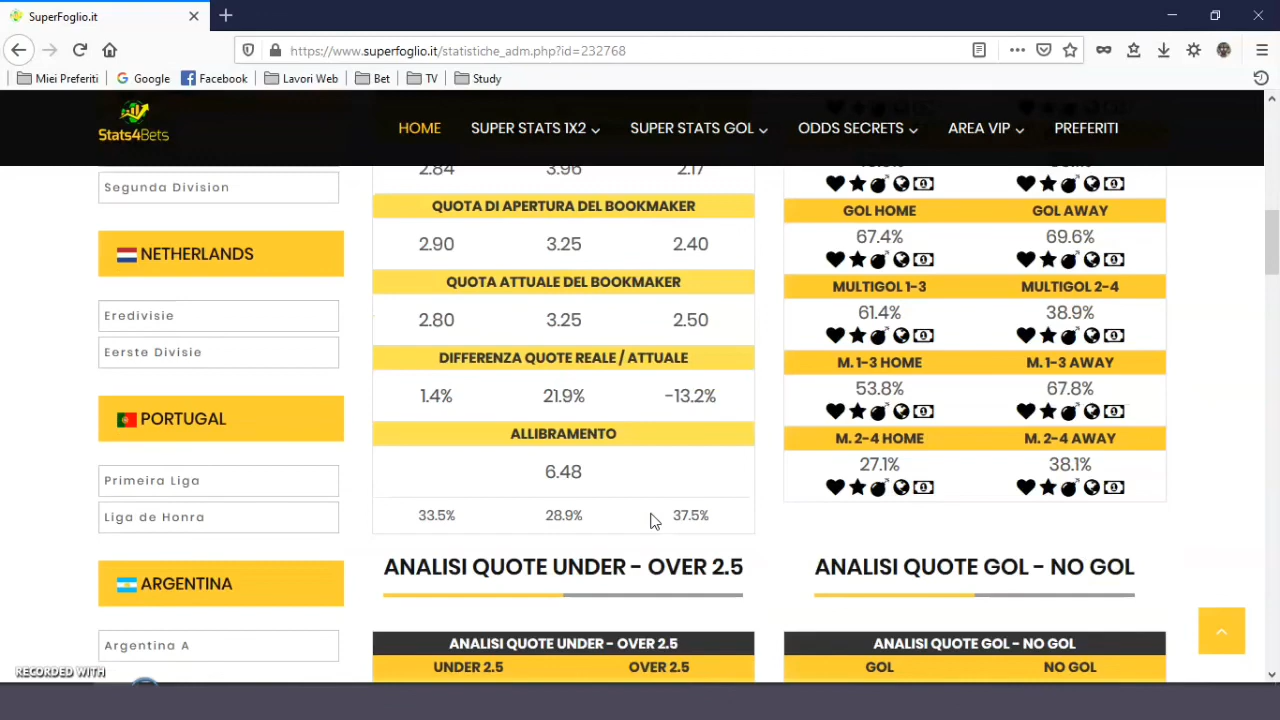 SuperFoglio.it
https://www.superfoglio.it/statistiche_adm.php?id=232768
Miei Preferiti
Google
Facebook
Lavori Web
Bet
TV
Study
Stats4Bets
HOME
SUPER STATS 1X2
SUPER STATS GOL
ODDS SECRETS
AREA VIP
PREFERITI
Segunda Division
NETHERLANDS
Eredivisie
Eerste Divisie
PORTUGAL
Primeira Liga
Liga de Honra
ARGENTINA
Argentina A
RECORDED WITH
2.84 3.96 2.17
QUOTA DI APERTURA DEL BOOKMAKER
2.90 3.25 2.40
QUOTA ATTUALE DEL BOOKMAKER
2.80 3.25 2.50
DIFFERENZA QUOTE REALE / ATTUALE
1.4% 21.9% -13.2%
ALLIBRAMENTO
6.48
33.5% 28.9% 37.5%
ANALISI QUOTE UNDER - OVER 2.5
ANALISI QUOTE UNDER - OVER 2.5
UNDER 2.5 OVER 2.5
GOL HOME GOL AWAY
67.4% 69.6%
MULTIGOL 1-3 MULTIGOL 2-4
61.4% 38.9%
M. 1-3 HOME M. 1-3 AWAY
53.8% 67.8%
M. 2-4 HOME M. 2-4 AWAY
27.1% 38.1%
ANALISI QUOTE GOL - NO GOL
ANALISI QUOTE GOL - NO GOL
GOL NO GOL